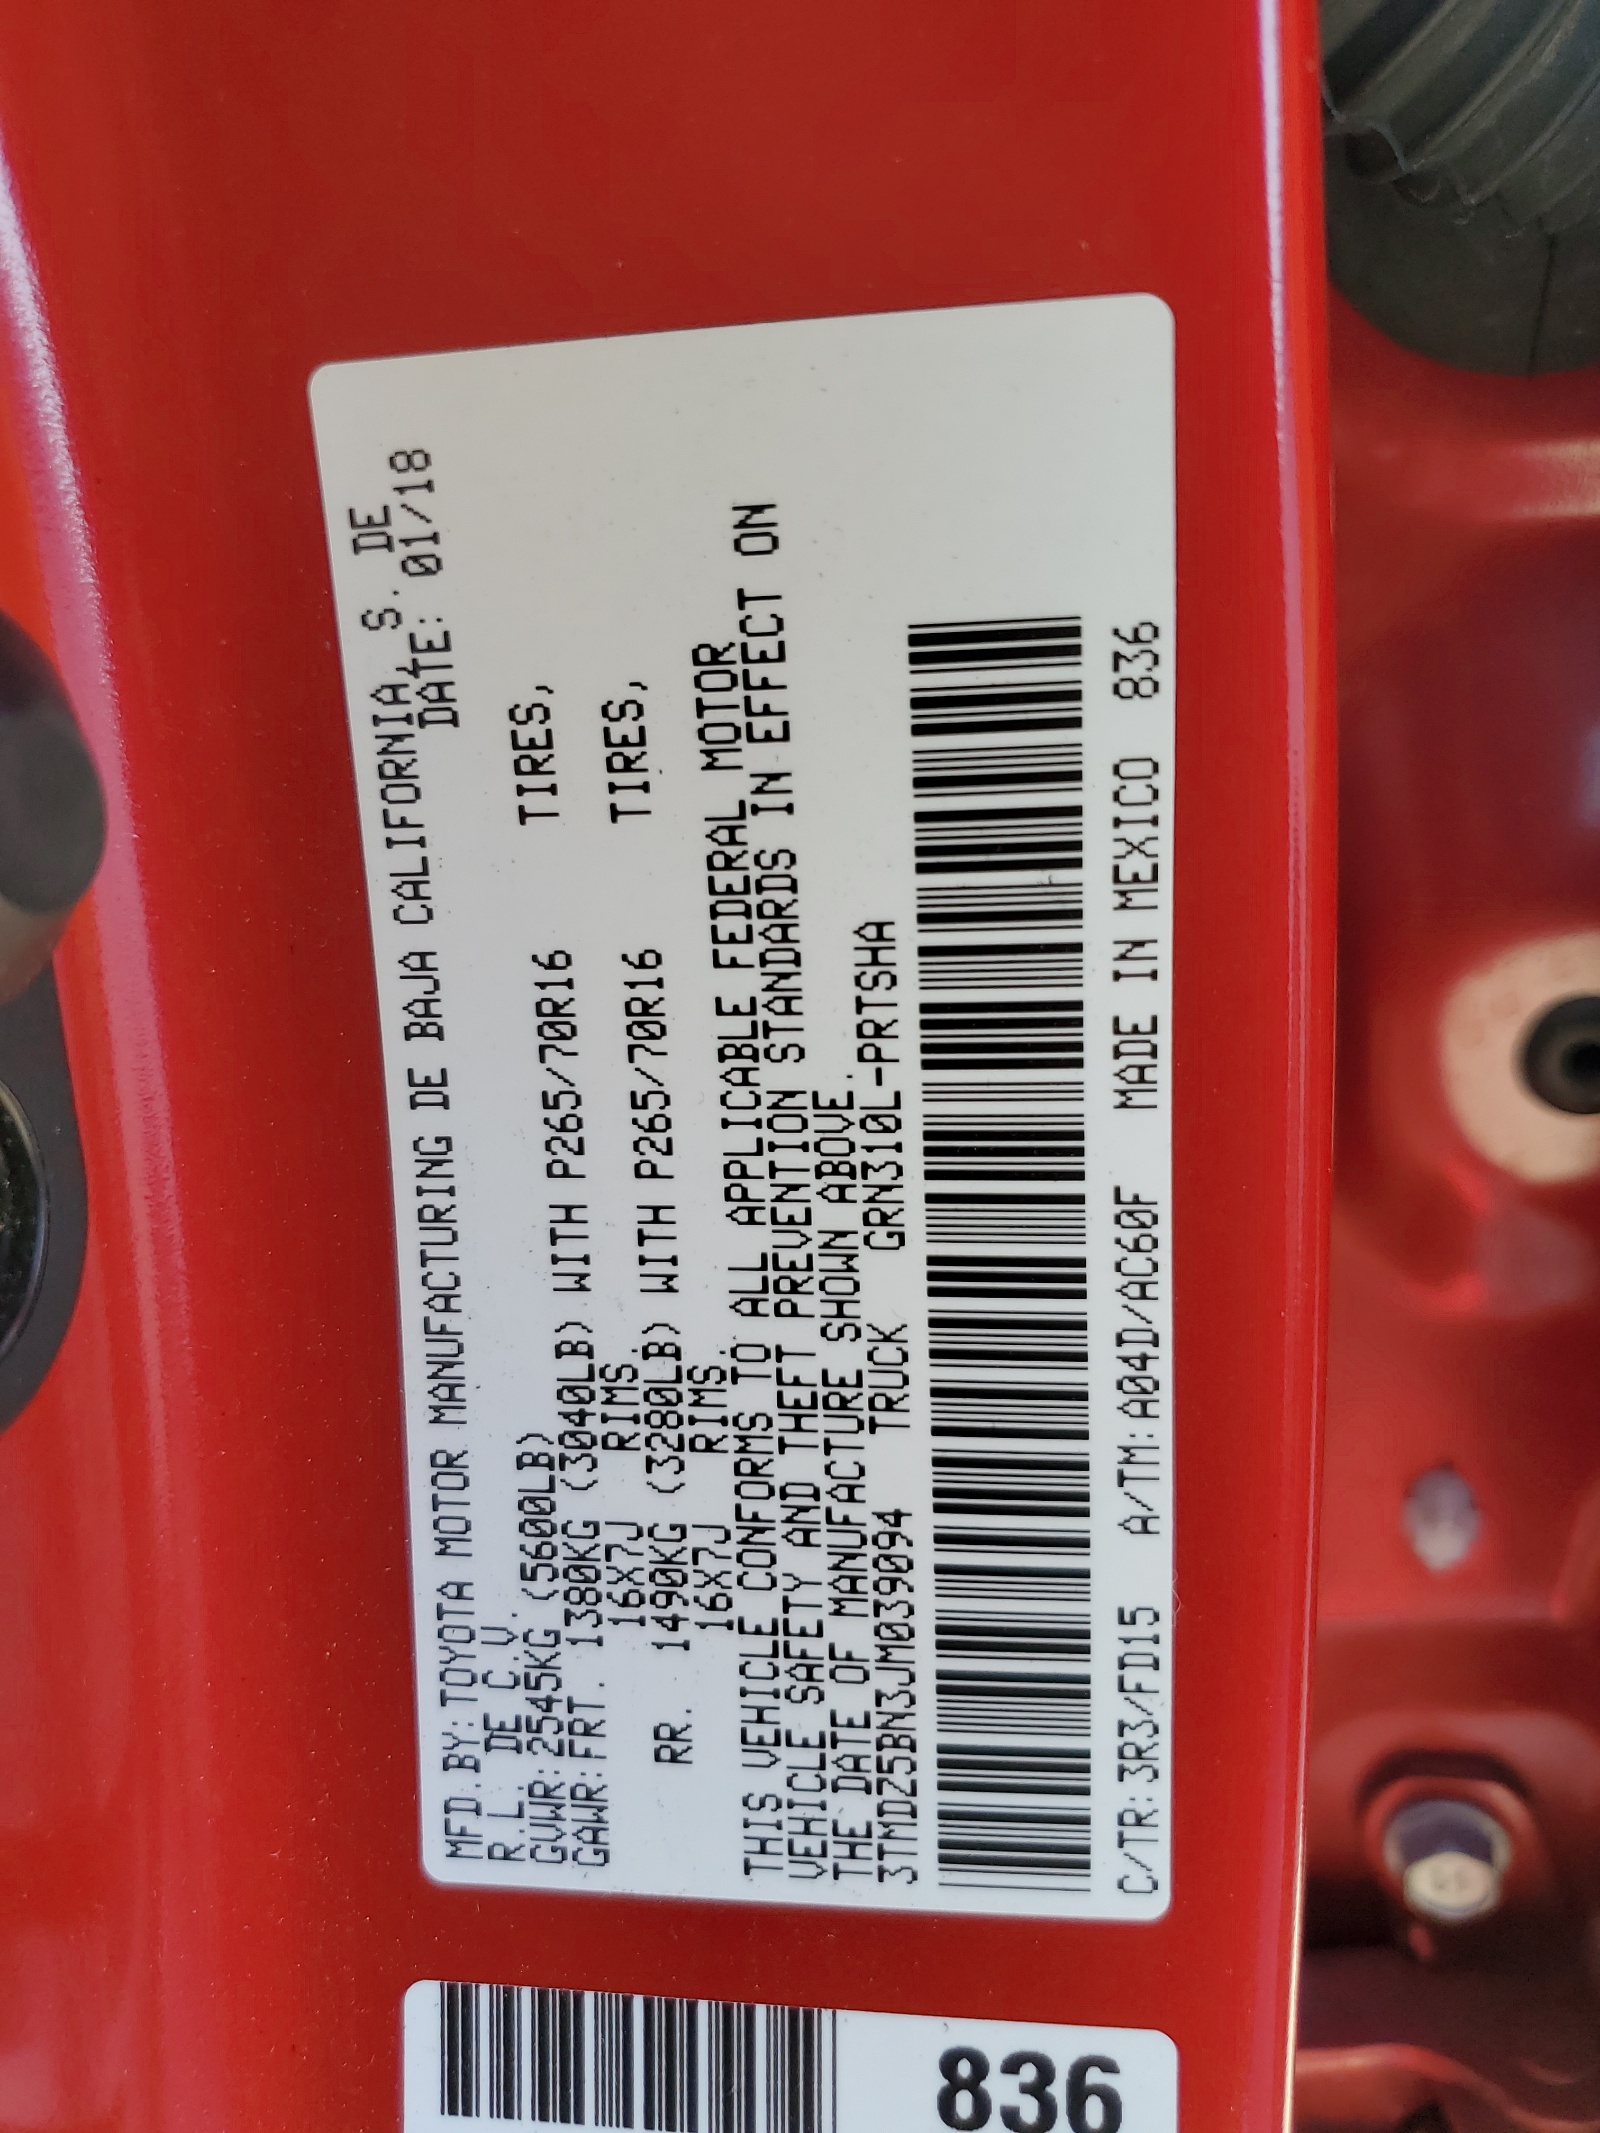 MFD.BY:TOYOTA MOTOR MANUFACTURING DE BAJA CALIFORNIA, S. DE
R.L. DE C.V. DATE: 01/18
GVWR:2545KG (5600LB)
GAWR:FRT. 1380KG (3040LB) WITH P265/70R16 TIRES,
16X7J RIMS.
RR. 1490KG (3280LB) WITH P265/70R16 TIRES,
16X7J RIMS.
THIS VEHICLE CONFORMS TO ALL APPLICABLE FEDERAL MOTOR
VEHICLE SAFETY AND THEFT PREVENTION STANDARDS IN EFFECT ON
THE DATE OF MANUFACTURE SHOWN ABOVE.
3TMDZ5BN3JM039094 TRUCK GRN310L-PRTSHA
C/TR:3R3/FD15 A/TM:A04D/AC60F MADE IN MEXICO 836
836